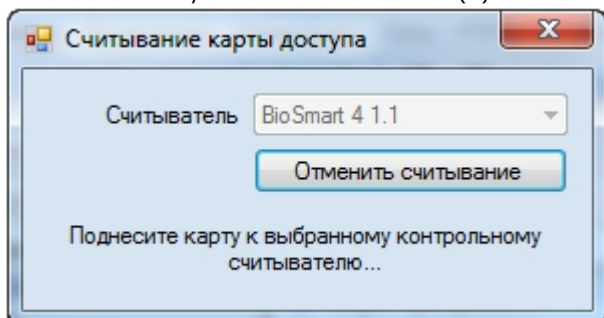 Считывание карты доступа
Считыватель BioSmart 4 1.1
Отменить считывание
Поднесите карту к выбранному контрольному
считывателю...